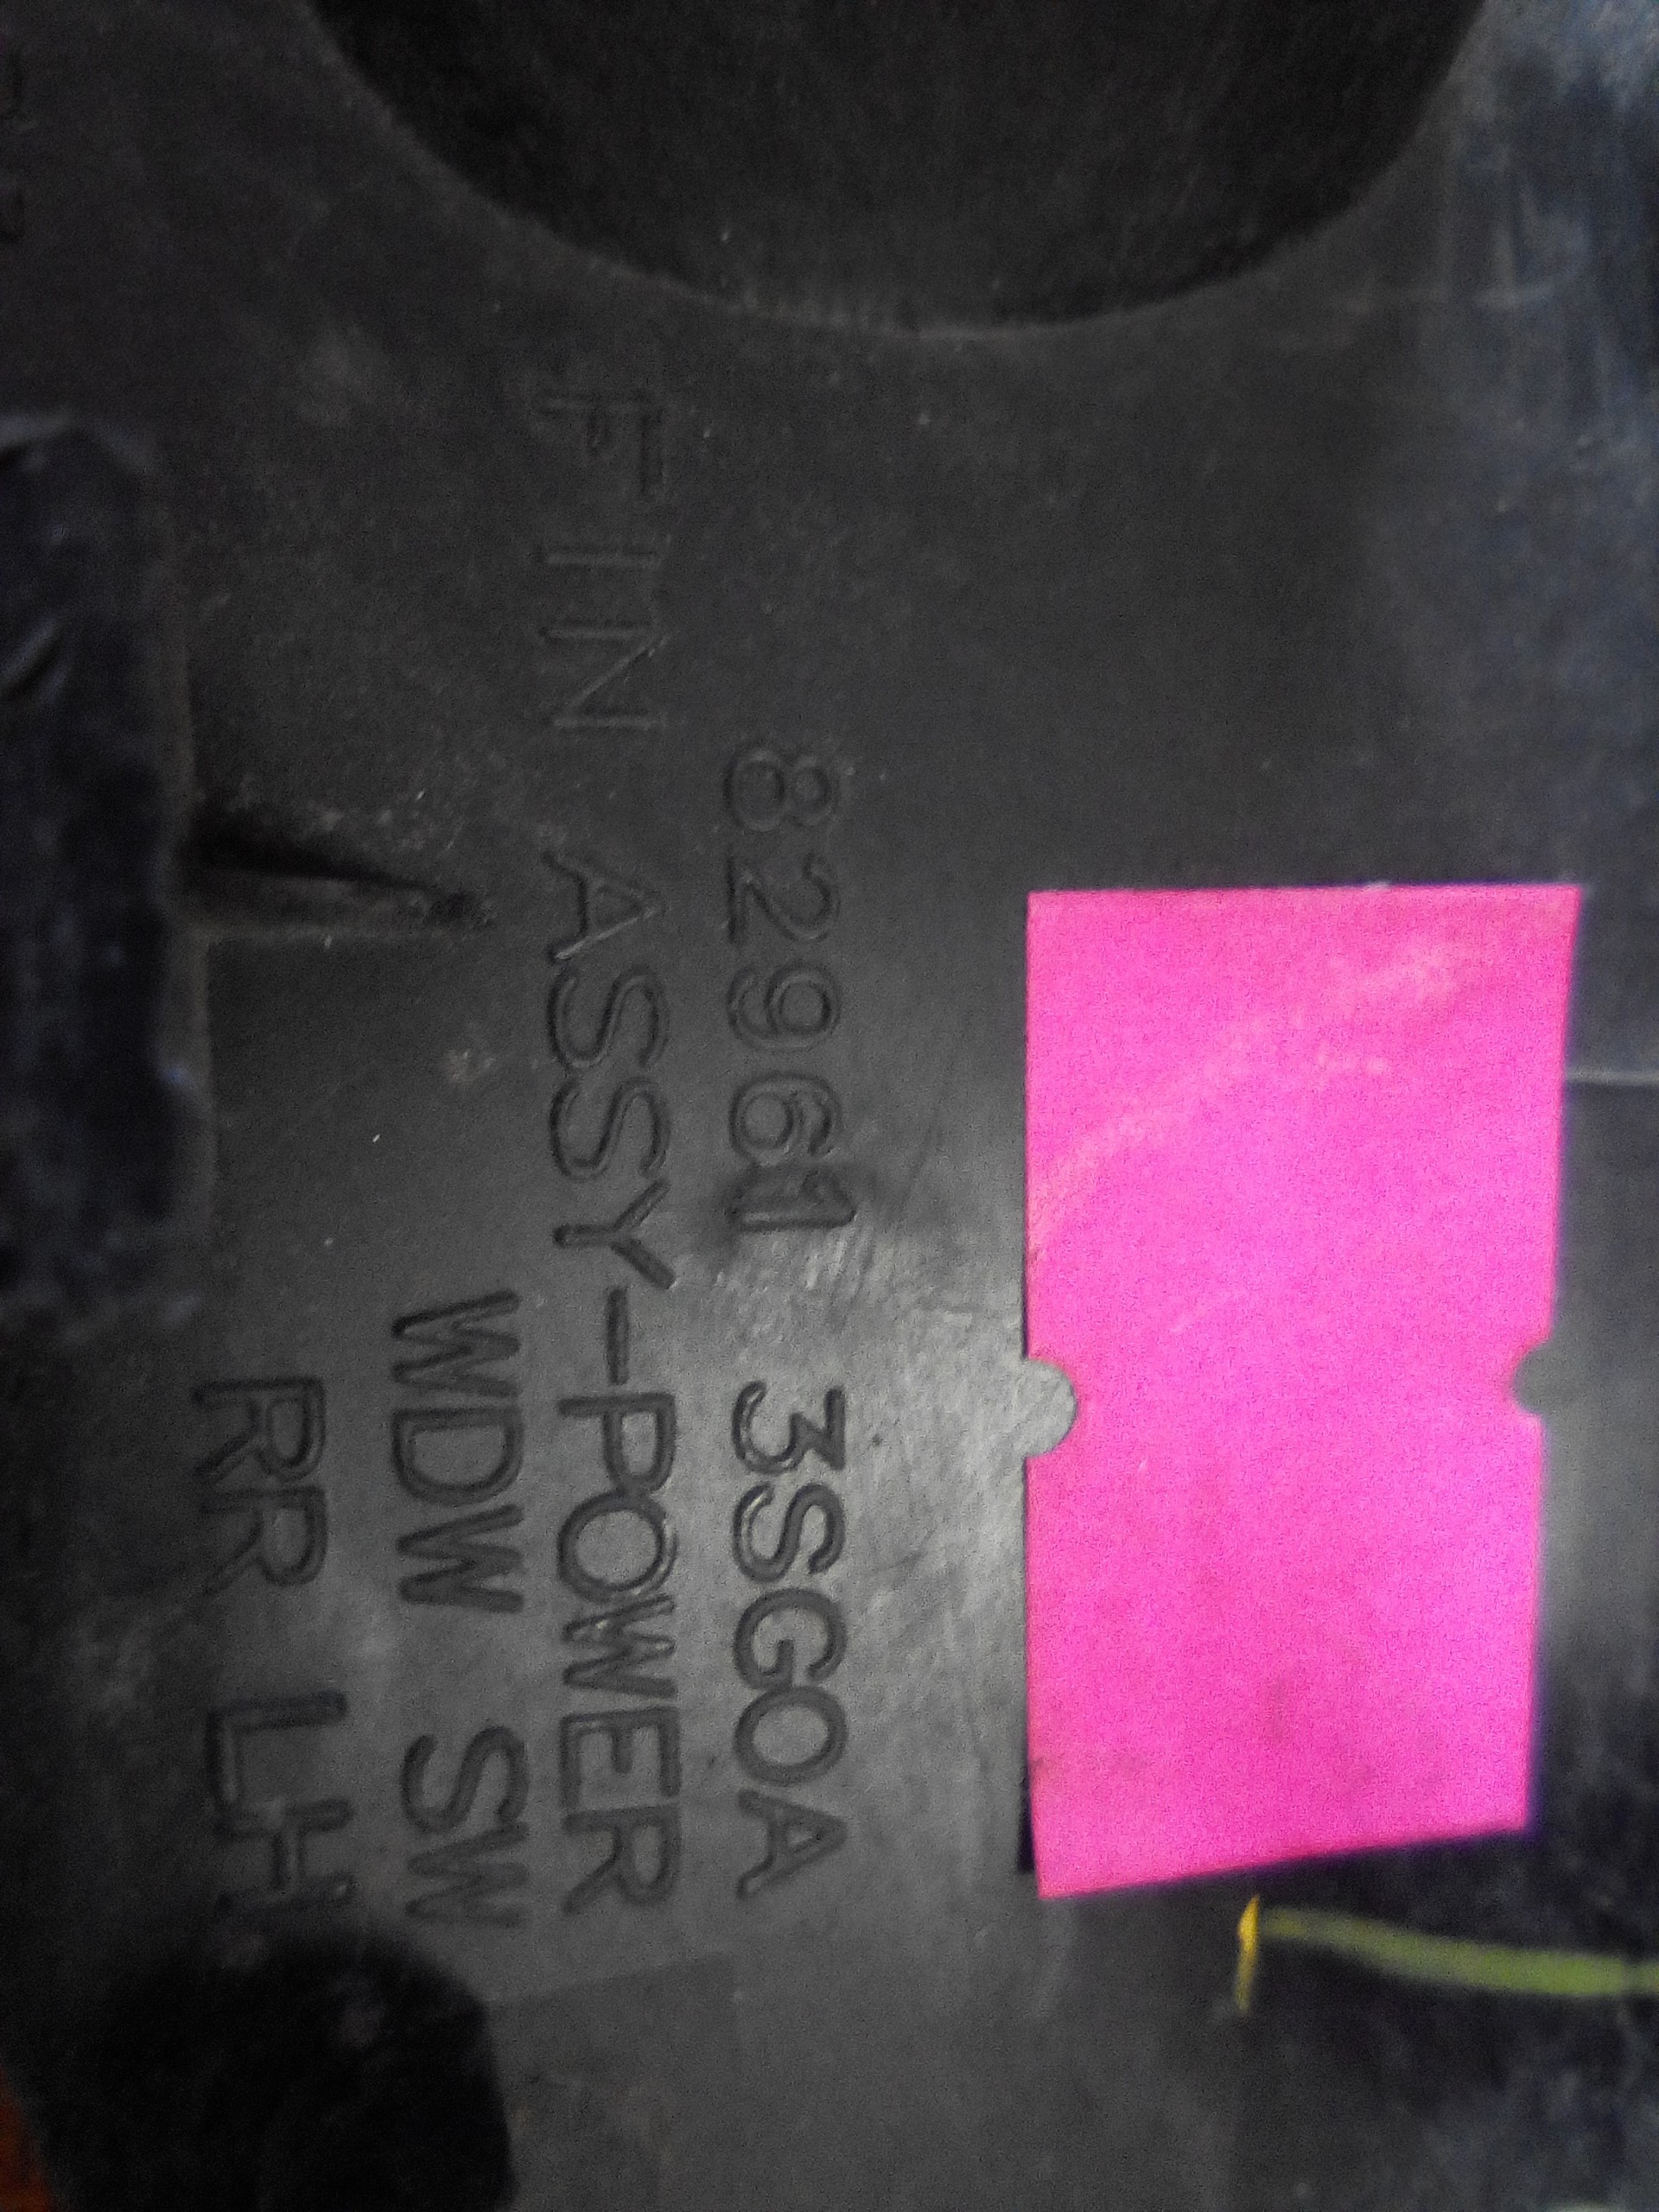 82961 3SG0A
FIN ASSY-POWER
WDW SW
RR LH